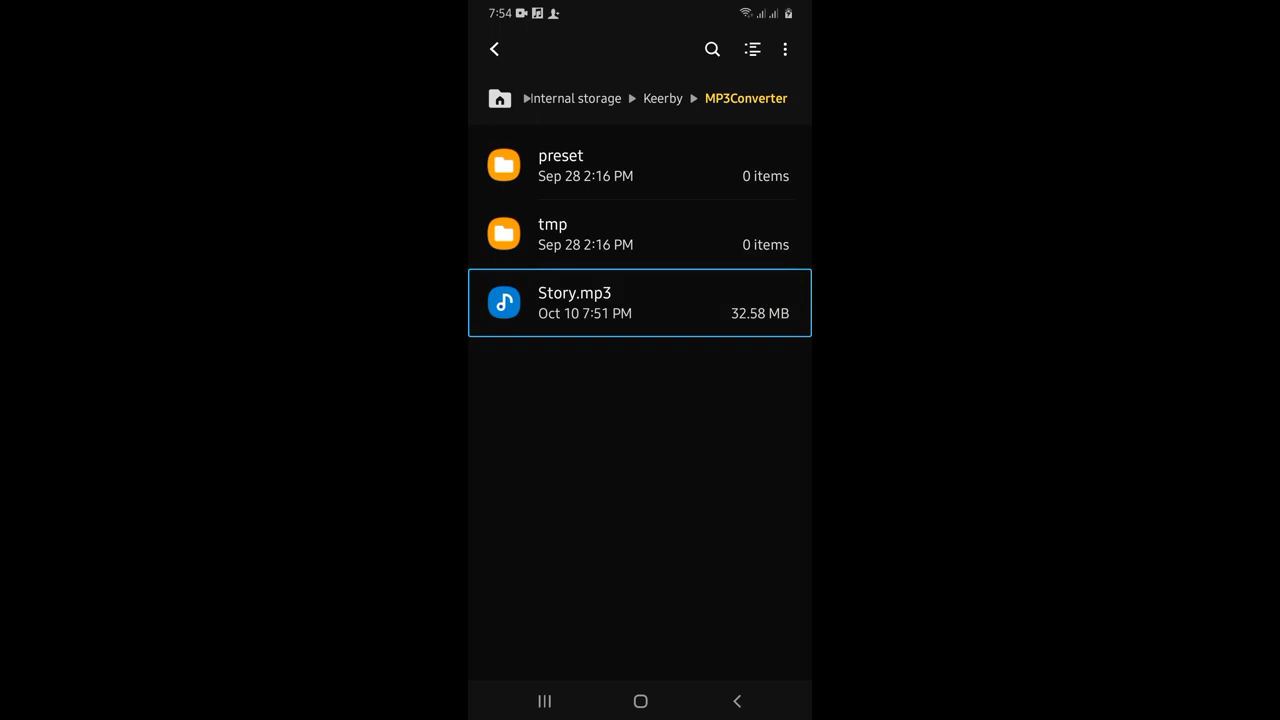 7:54
Internal storage Keerby MP3Converter
preset
Sep 28 2:16 PM 0 items
tmp
Sep 28 2:16 PM 0 items
Story.mp3
Oct 10 7:51 PM 32.58 MB